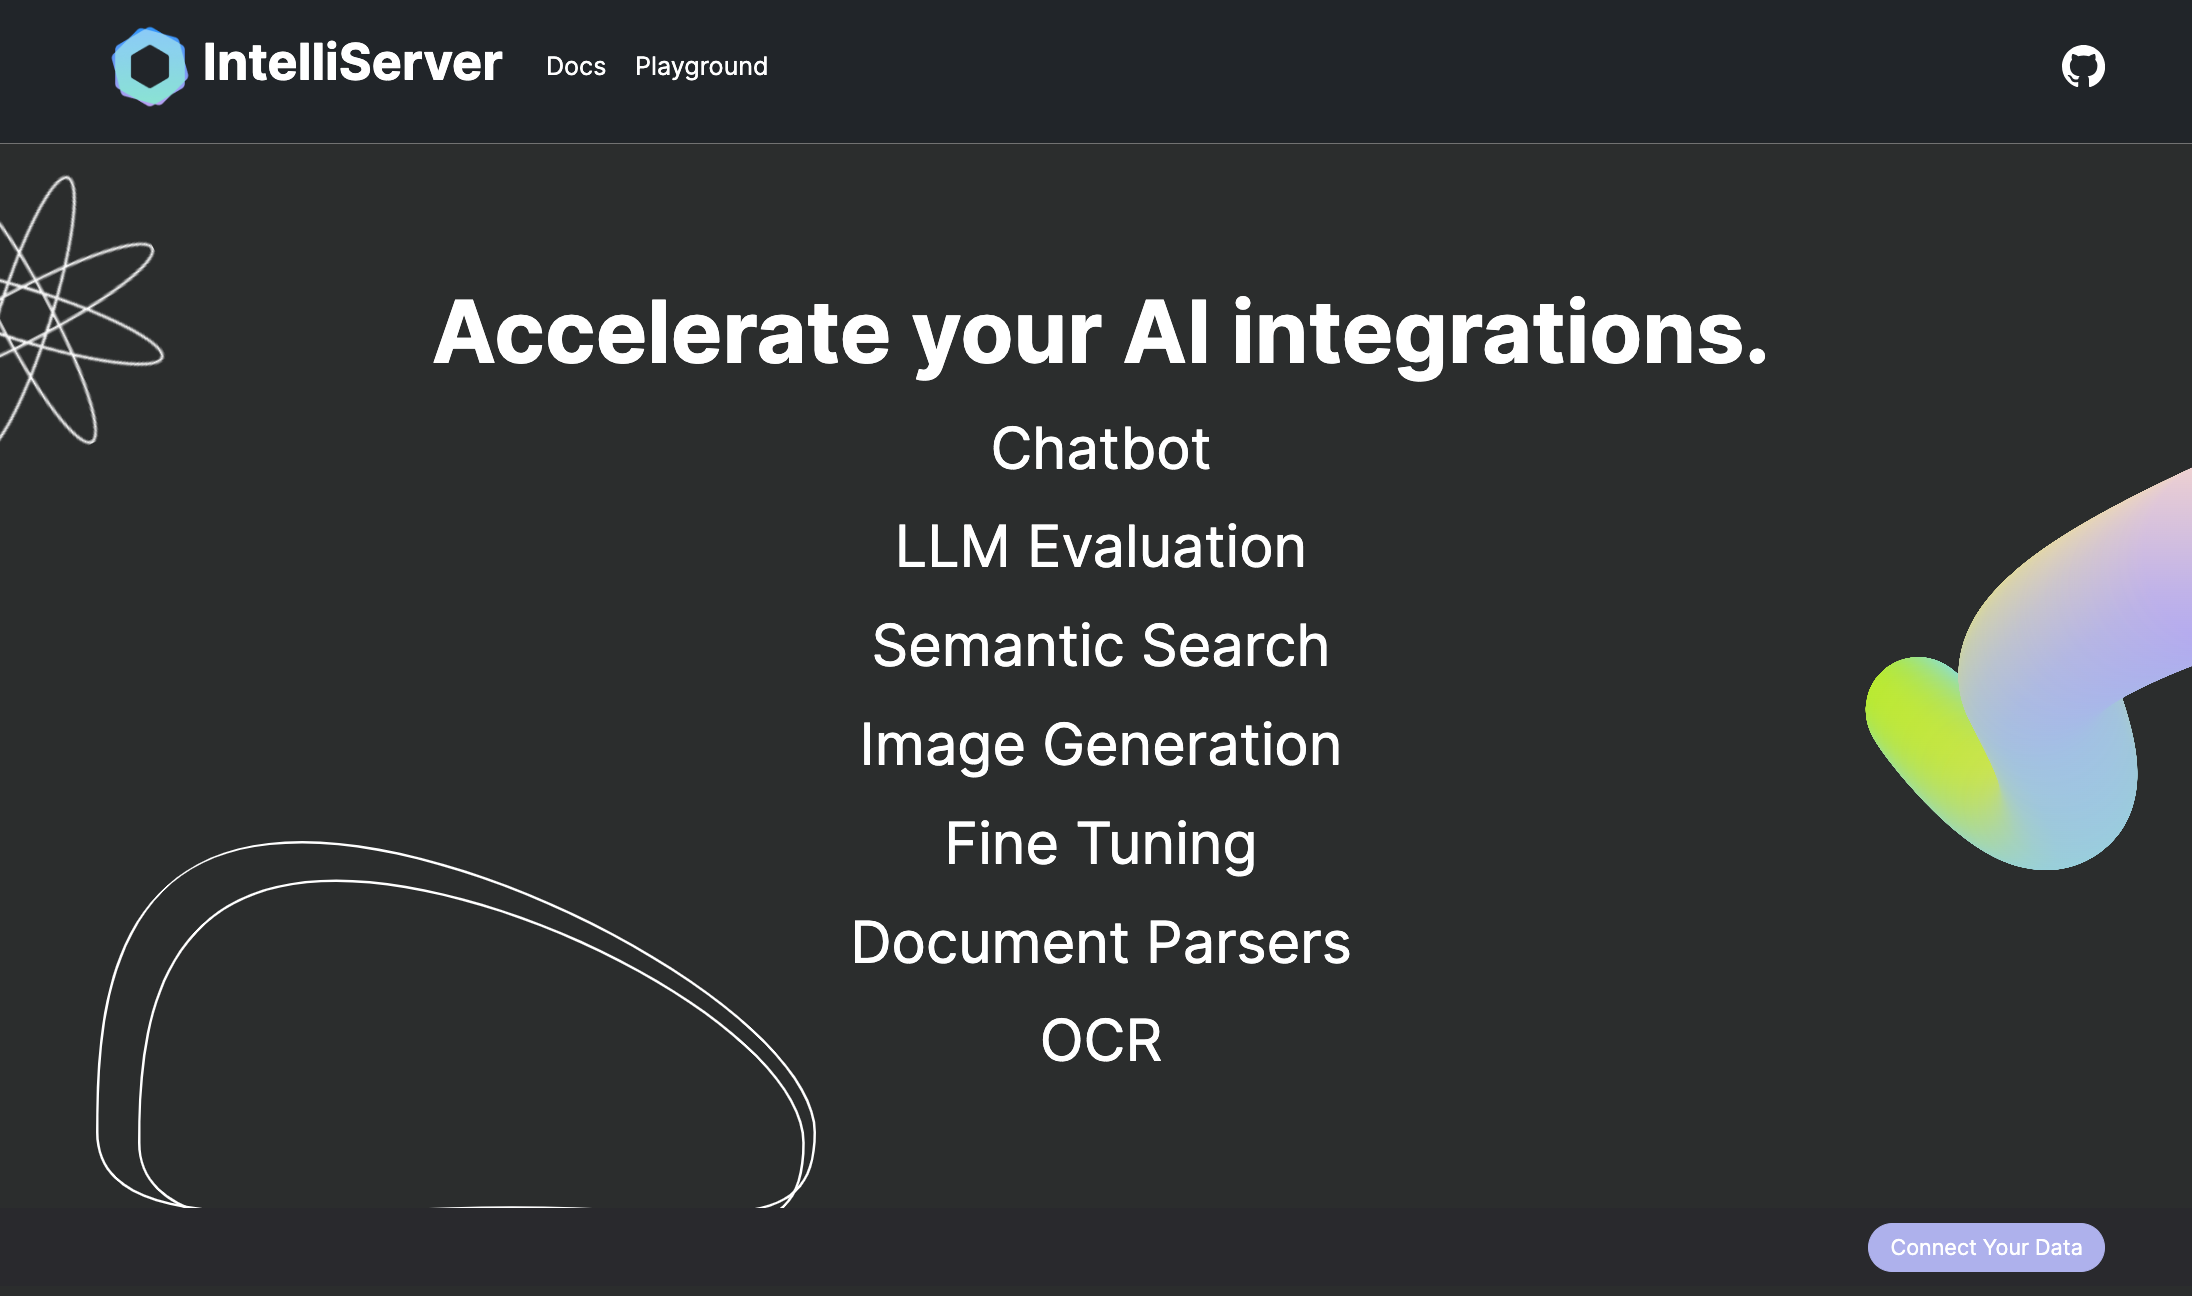 IntelliServer Docs Playground
Accelerate your AI integrations.
Chatbot
LLM Evaluation
Semantic Search
Image Generation
Fine Tuning
Document Parsers
OCR
Connect Your Data